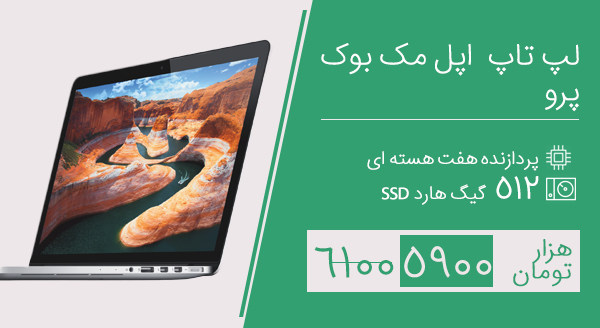 لپ تاپ اپل مک بوک
پرو
پردازنده هفت هسته ای
۵۱۲ گیگ هارد SSD
هزار
تومان
۵۹۰۰ ۶۱۰۰